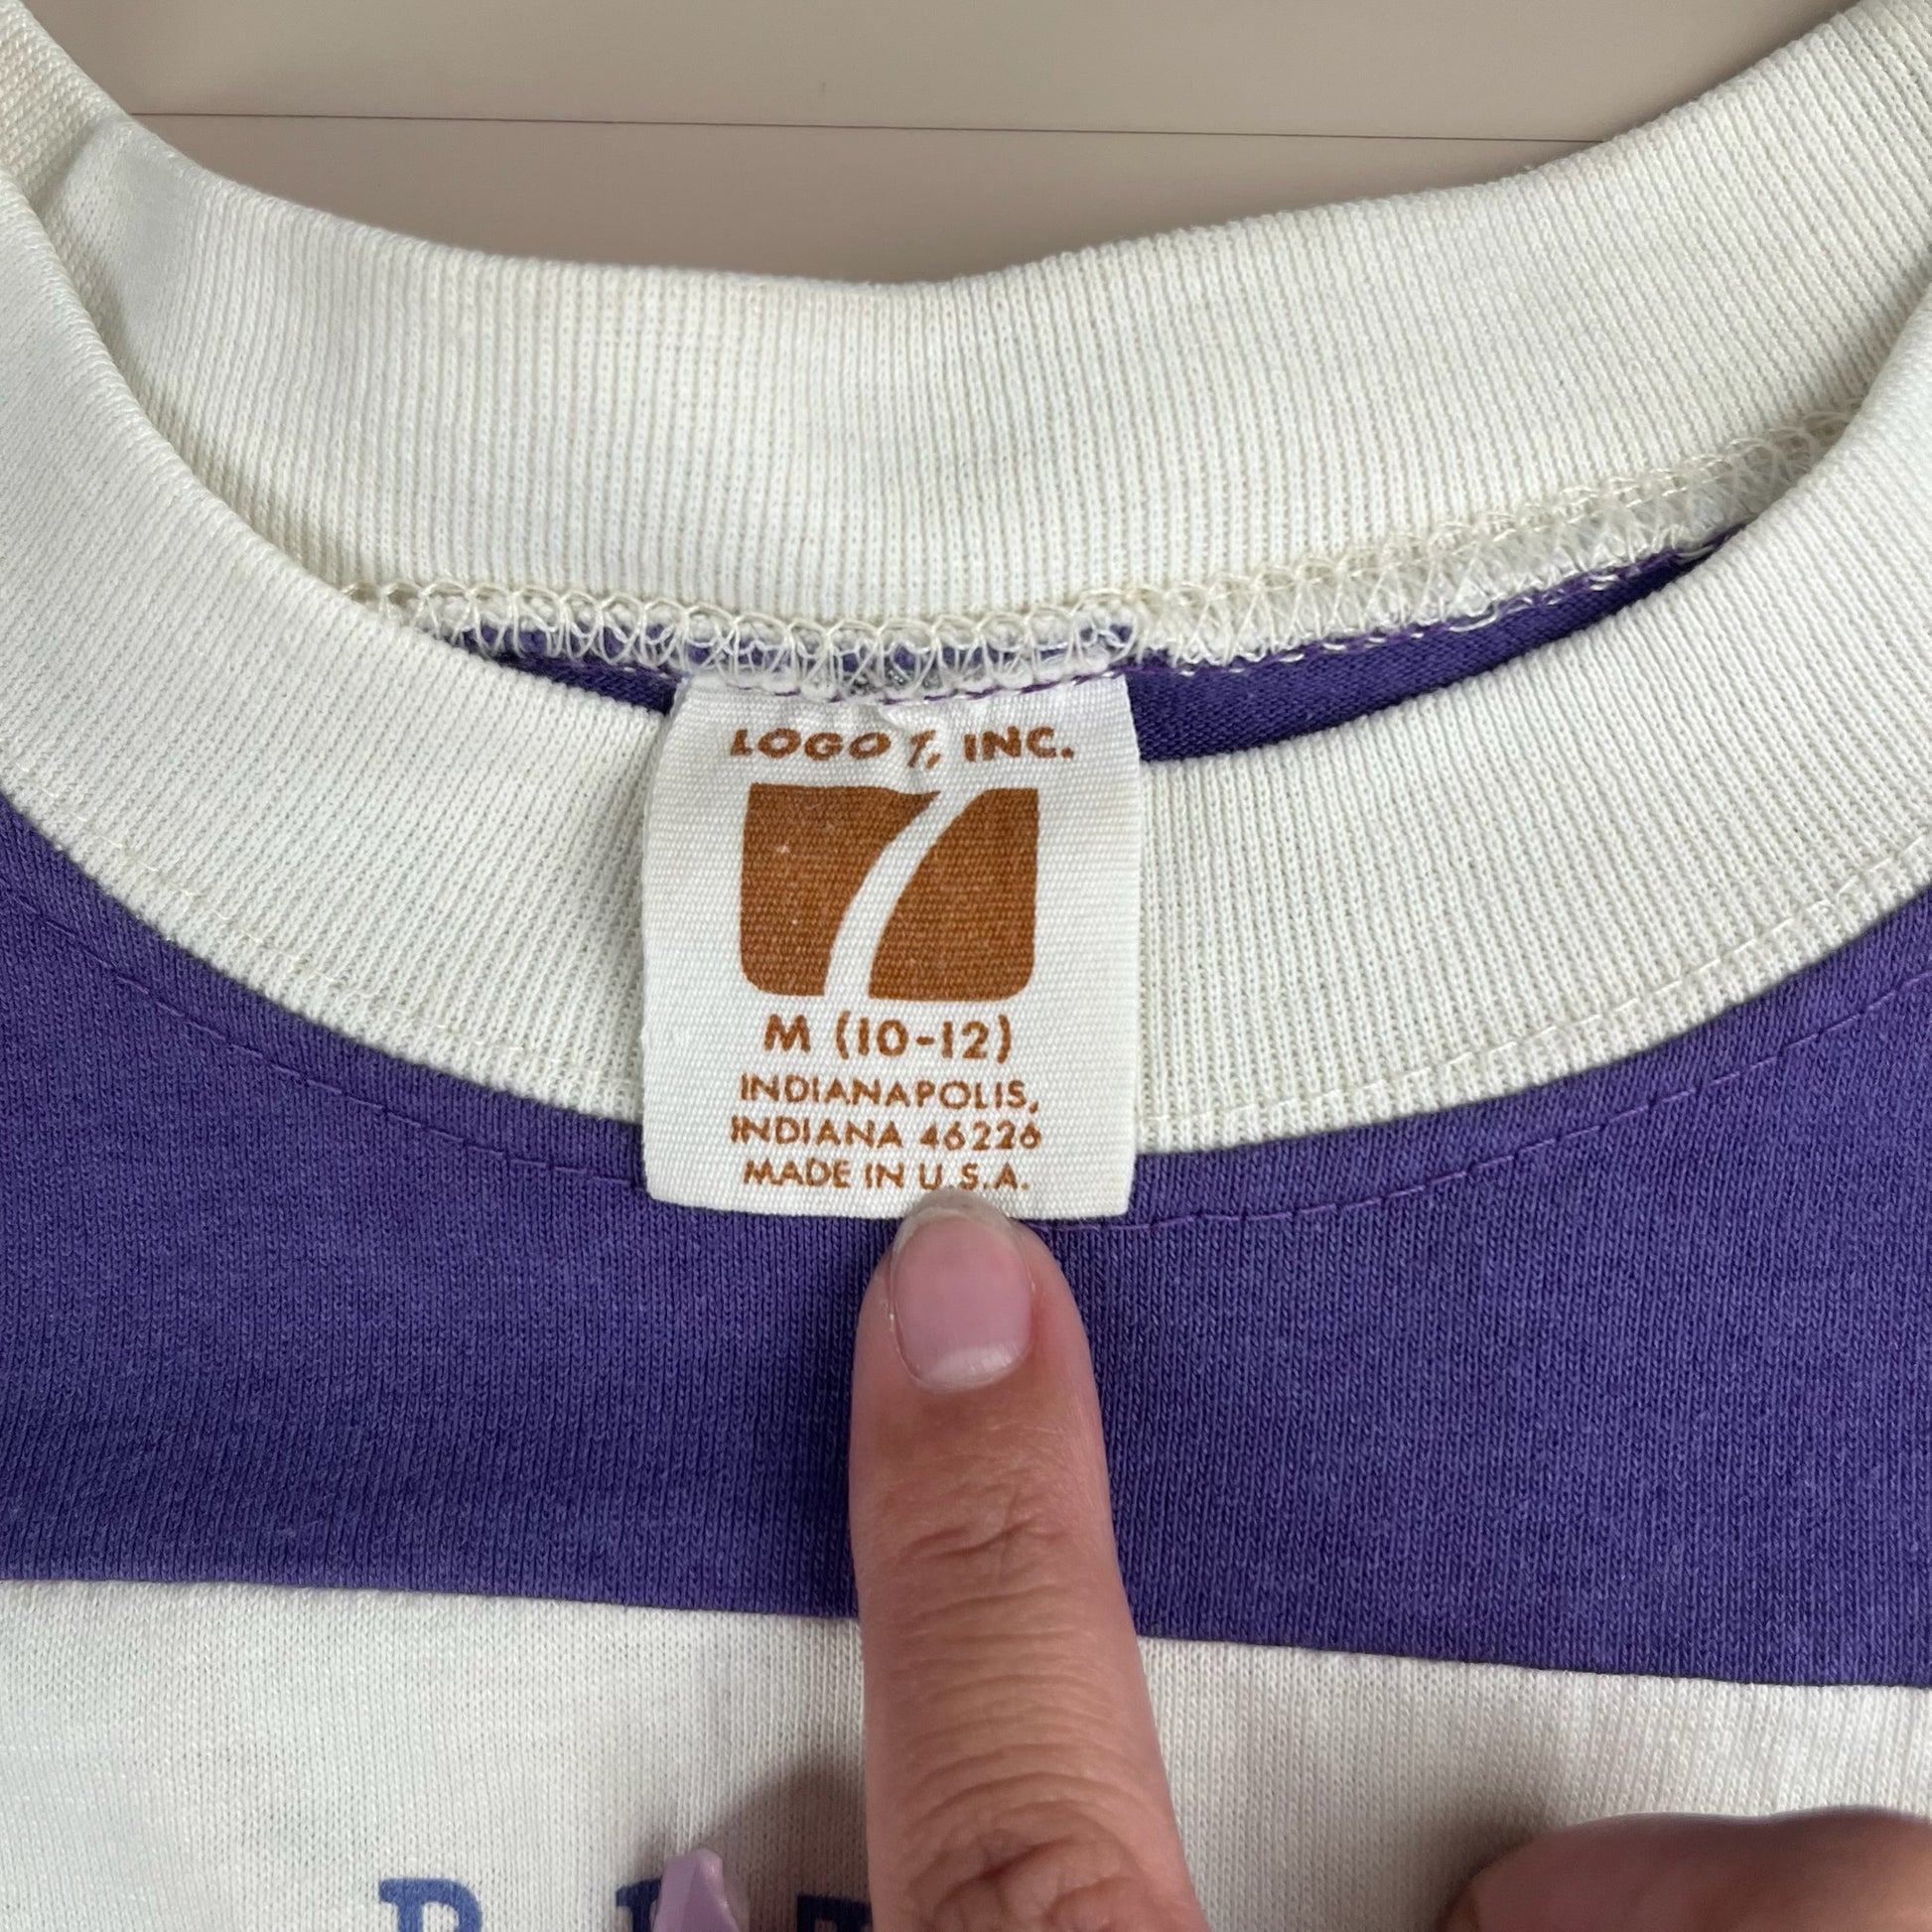 LOGO 7, INC.
7
M (10-12)
INDIANAPOLIS,
INDIANA 46226
MADE IN U.S.A.